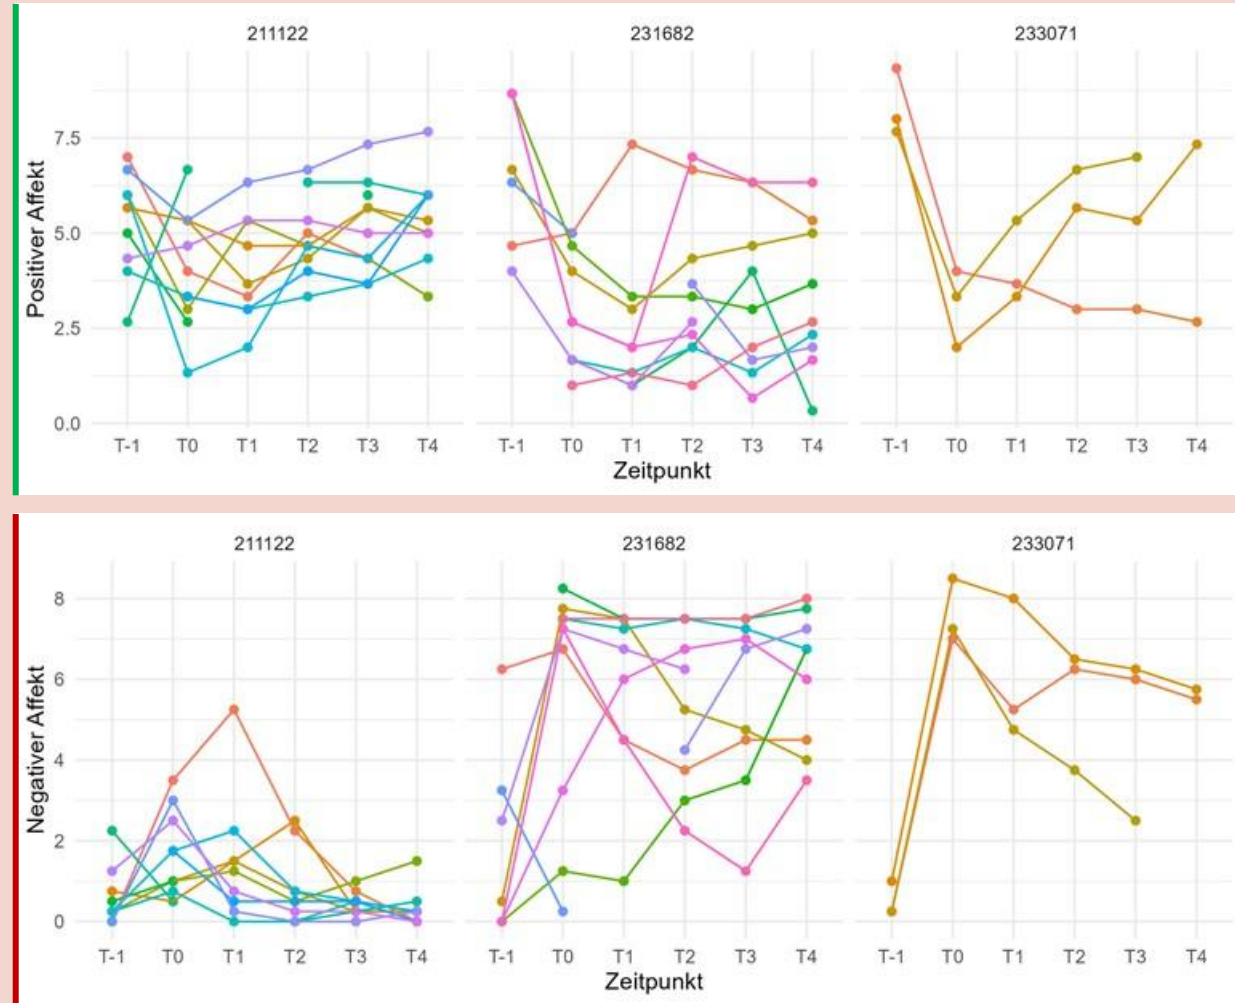 211122 231682 233071
Positiver Affekt
7.5
5.0
2.5
0.0
T-1 T0 T1 T2 T3 T4 T-1 T0 T1 T2 T3 T4 T-1 T0 T1 T2 T3 T4
Zeitpunkt
211122 231682 233071
Negativer Affekt
8
6
4
2
0
T-1 T0 T1 T2 T3 T4 T-1 T0 T1 T2 T3 T4 T-1 T0 T1 T2 T3 T4
Zeitpunkt